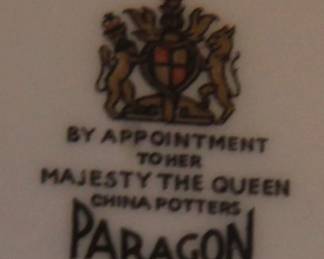 BY APPOINTMENT
TO HER
MAJESTY THE QUEEN
CHINA POTTERS
PARAGON